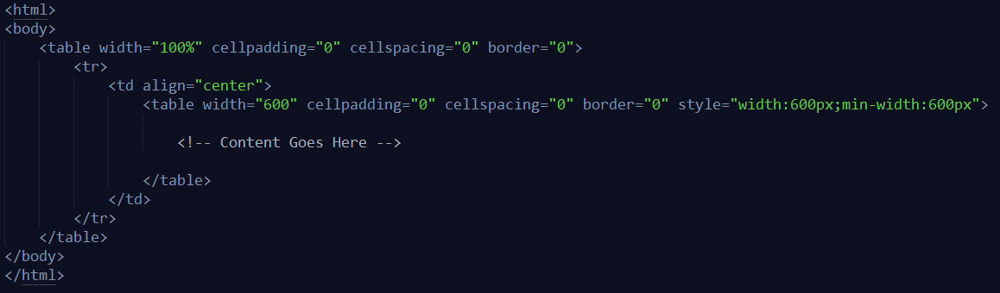 <html>
<body>
<table width="100%" cellpadding="0" cellspacing="0" border="0">
<tr>
<td align="center">
<table width="600" cellpadding="0" cellspacing="0" border="0" style="width:600px;min-width:600px">
<!-- Content Goes Here -->
</table>
</td>
</tr>
</table>
</body>
</html>